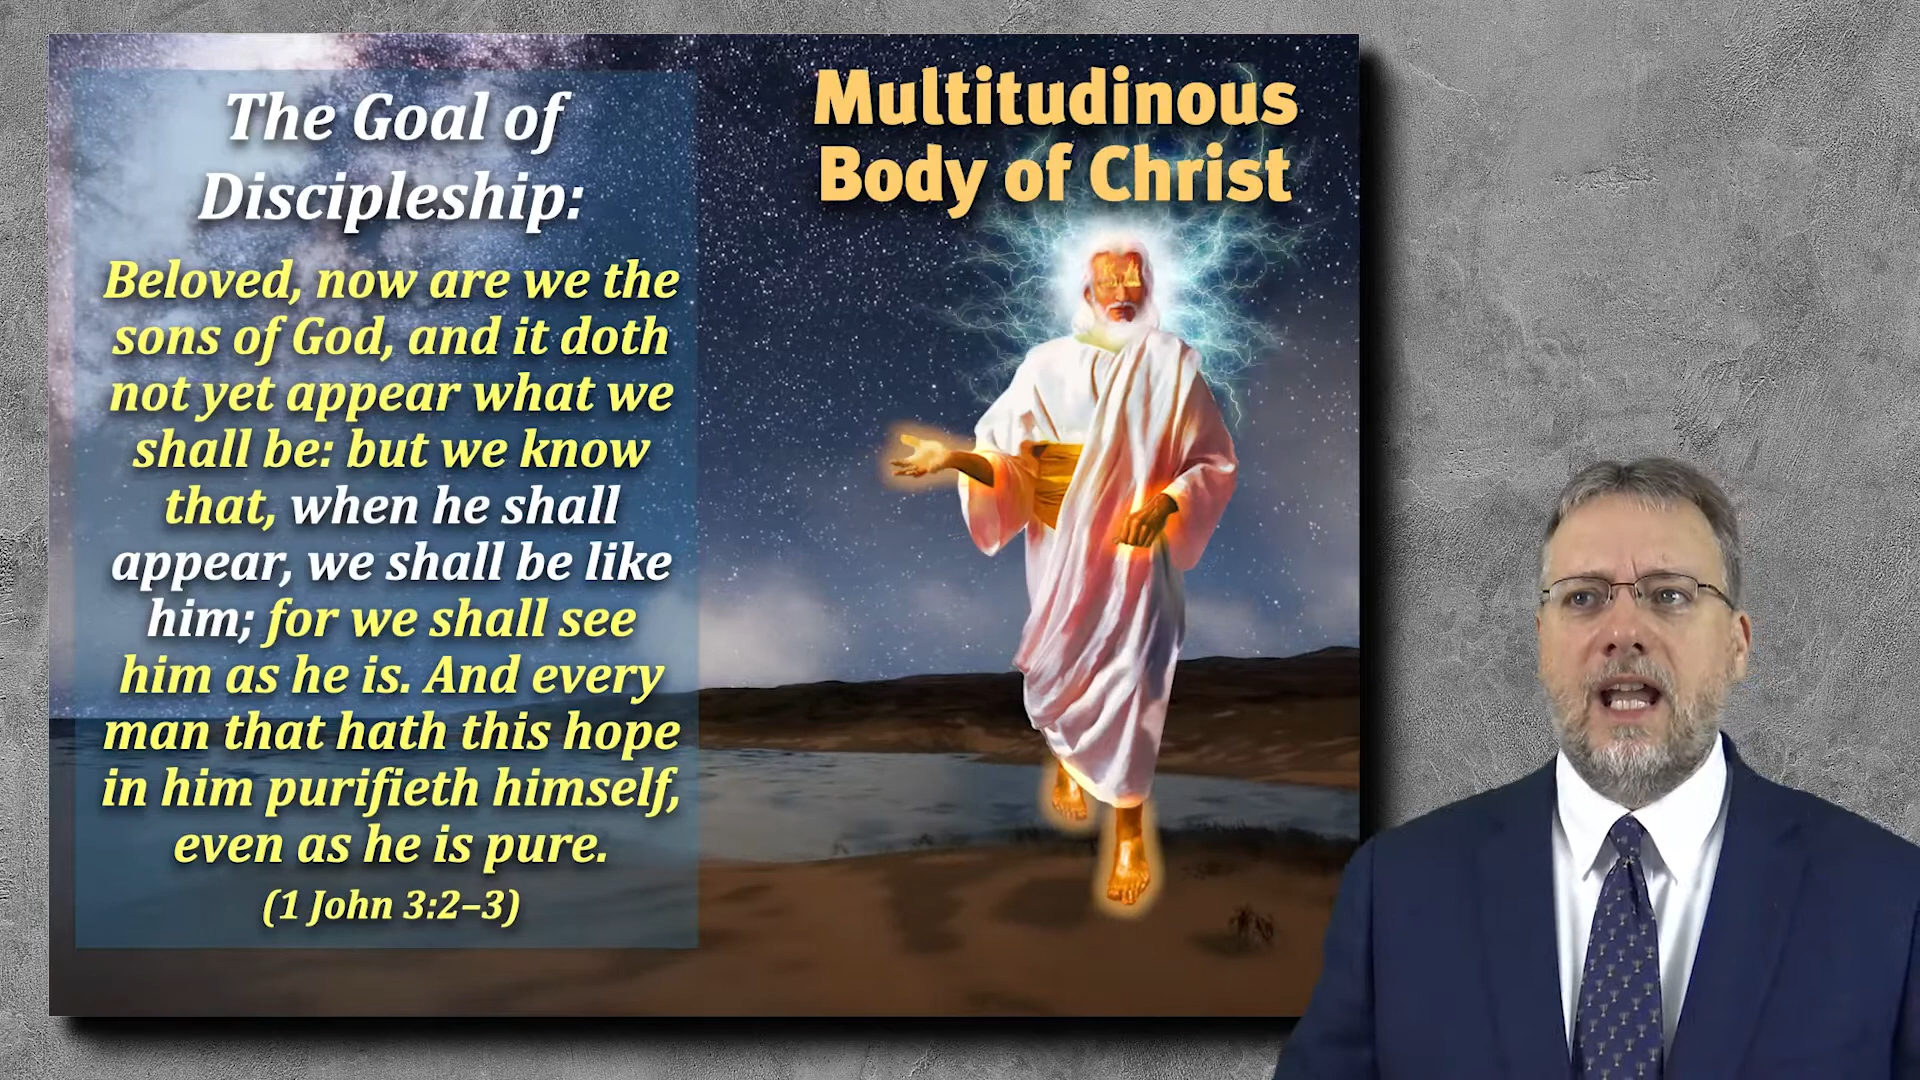 The Goal of
Discipleship:
Beloved, now are we the
sons of God, and it doth
not yet appear what we
shall be: but we know
that, when he shall
appear, we shall be like
him; for we shall see
him as he is. And every
man that hath this hope
in him purifieth himself,
even as he is pure.
(1 John 3:2–3)
Multitudinous
Body of Christ